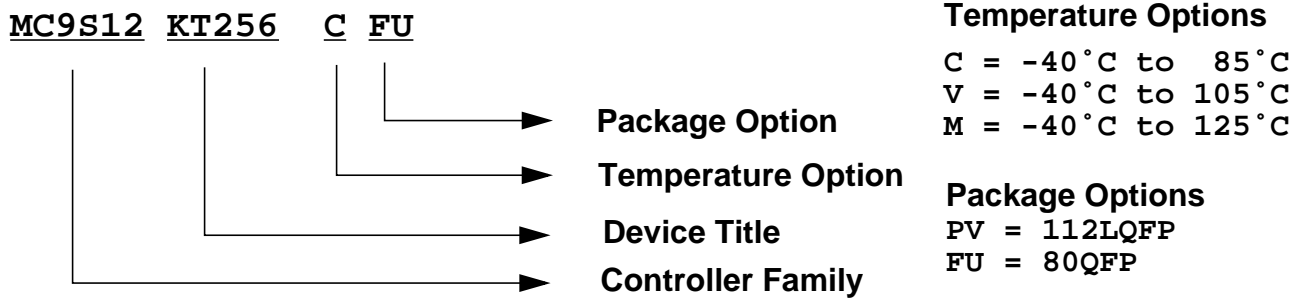 MC9S12 KT256 C FU
Package Option
Temperature Option
Device Title
Controller Family
Temperature Options
C = -40˚C to 85˚C
V = -40˚C to 105˚C
M = -40˚C to 125˚C
Package Options
PV = 112LQFP
FU = 80QFP